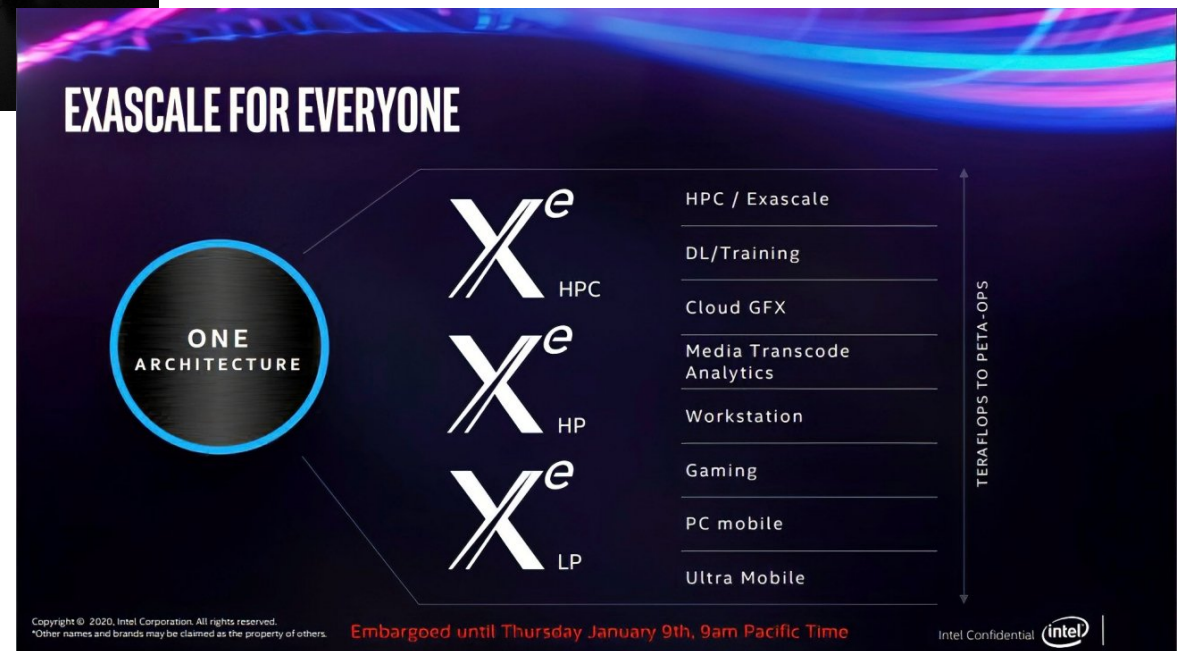 EXASCALE FOR EVERYONE
ONE
ARCHITECTURE
Xe
HPC
Xe
HP
Xe
LP
HPC / Exascale
DL/Training
Cloud GFX
Media Transcode
Analytics
Workstation
Gaming
PC mobile
Ultra Mobile
TERAFLOPS TO PETA-OPS
Copyright © 2020, Intel Corporation. All rights reserved.
*Other names and brands may be claimed as the property of others.
Embargoed until Thursday January 9th, 9am Pacific Time
Intel Confidential
intel